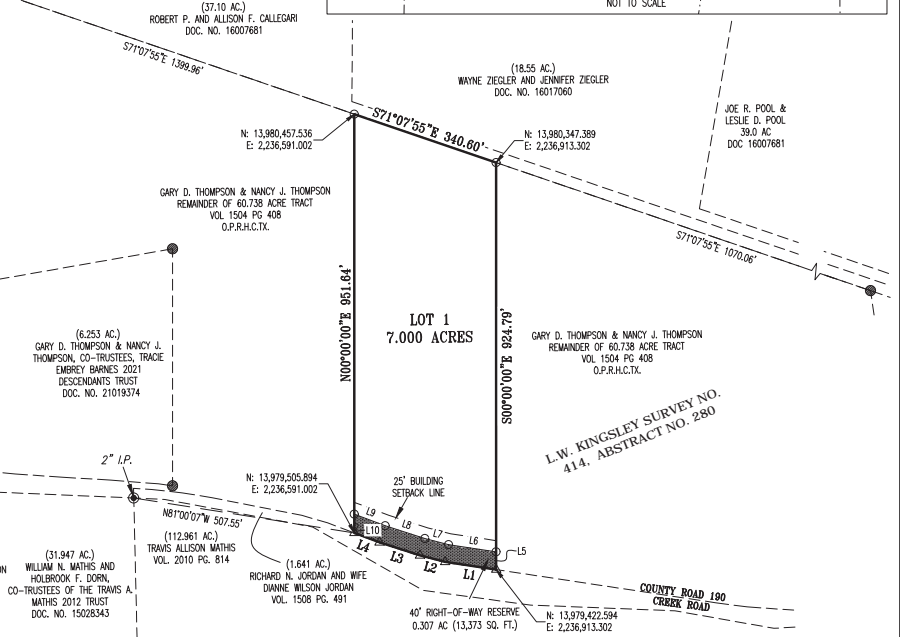 NOT TO SCALE
(37.10 AC.)
ROBERT P. AND ALLISON F. CALLEGARI
DOC. NO. 16007681
S71°07'55"E 1399.96'
(18.55 AC.)
WAYNE ZIEGLER AND JENNIFER ZIEGLER
DOC. NO. 16017060
JOE R. POOL &
LESLIE D. POOL
39.0 AC
DOC 16007681
N: 13,980,457.536
E: 2,236,591.002
S71°07'55"E 340.60'
N: 13,980,347.389
E: 2,236,913.302
GARY D. THOMPSON & NANCY J. THOMPSON
REMAINDER OF 60.738 ACRE TRACT
VOL 1504 PG 408
O.P.R.H.C.TX.
S71°07'55"E 1070.06'
N00°00'00"E 951.64'
LOT 1
7.000 ACRES
S00°00'00"E 924.79'
(6.253 AC.)
GARY D. THOMPSON & NANCY J.
THOMPSON, CO-TRUSTEES, TRACIE
EMBREY BARNES 2021
DESCENDANTS TRUST
DOC. NO. 21019374
GARY D. THOMPSON & NANCY J. THOMPSON
REMAINDER OF 60.738 ACRE TRACT
VOL 1504 PG 408
O.P.R.H.C.TX.
L.W. KINGSLEY SURVEY NO.
414, ABSTRACT NO. 280
2" I.P.
N: 13,979,505.894
E: 2,236,591.002
25' BUILDING
SETBACK LINE
N81°00'07"W 507.55'
L9
L8
L7
L6
L10
L5
L4
L3
L2
L1
(112.961 AC.)
TRAVIS ALLISON MATHIS
VOL. 2010 PG. 814
(31.947 AC.)
WILLIAM N. MATHIS AND
HOLBROOK F. DORN,
CO-TRUSTEES OF THE TRAVIS A.
MATHIS 2012 TRUST
DOC. NO. 15028343
ON
(1.641 AC.)
RICHARD N. JORDAN AND WIFE
DIANNE WILSON JORDAN
VOL. 1508 PG. 491
40' RIGHT-OF-WAY RESERVE
0.307 AC (13,373 SQ. FT.)
N: 13,979,422.594
E: 2,236,913.302
COUNTY ROAD 190
CREEK ROAD